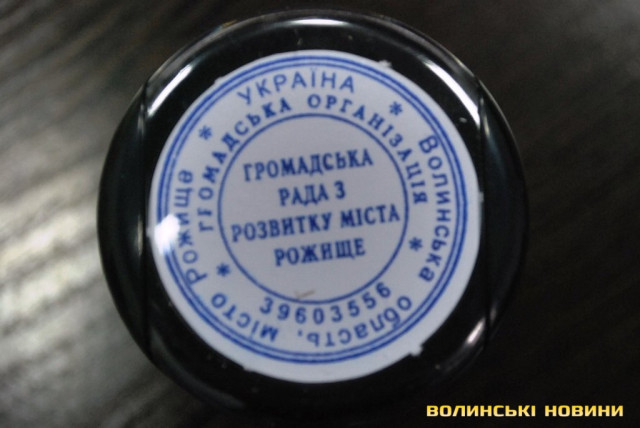 УКРАЇНА * Волинська область, місто Рожище *
ГРОМАДСЬКА ОРГАНІЗАЦІЯ * 39603556 *
ГРОМАДСЬКА
РАДА З
РОЗВИТКУ МІСТА
РОЖИЩЕ
ВОЛИНСЬКІ НОВИНИ